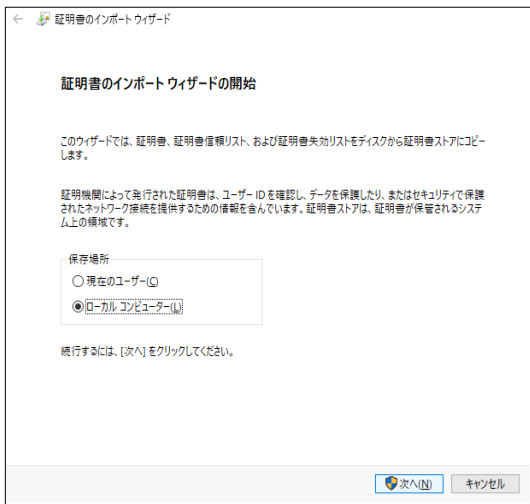 証明書のインポート ウィザード
証明書のインポート ウィザードの開始
このウィザードでは、証明書、証明書信頼リスト、および証明書失効リストをディスクから証明書ストアにコピー
します。
証明機関によって発行された証明書は、ユーザー ID を確認し、データを保護したり、またはセキュリティで保護
されたネットワーク接続を提供するための情報を含んでいます。証明書ストアは、証明書が保管されるシステ
ム上の領域です。
保存場所
現在のユーザー(C)
ローカル コンピューター(L)
続行するには、[次へ] をクリックしてください。
次へ(N)
キャンセル